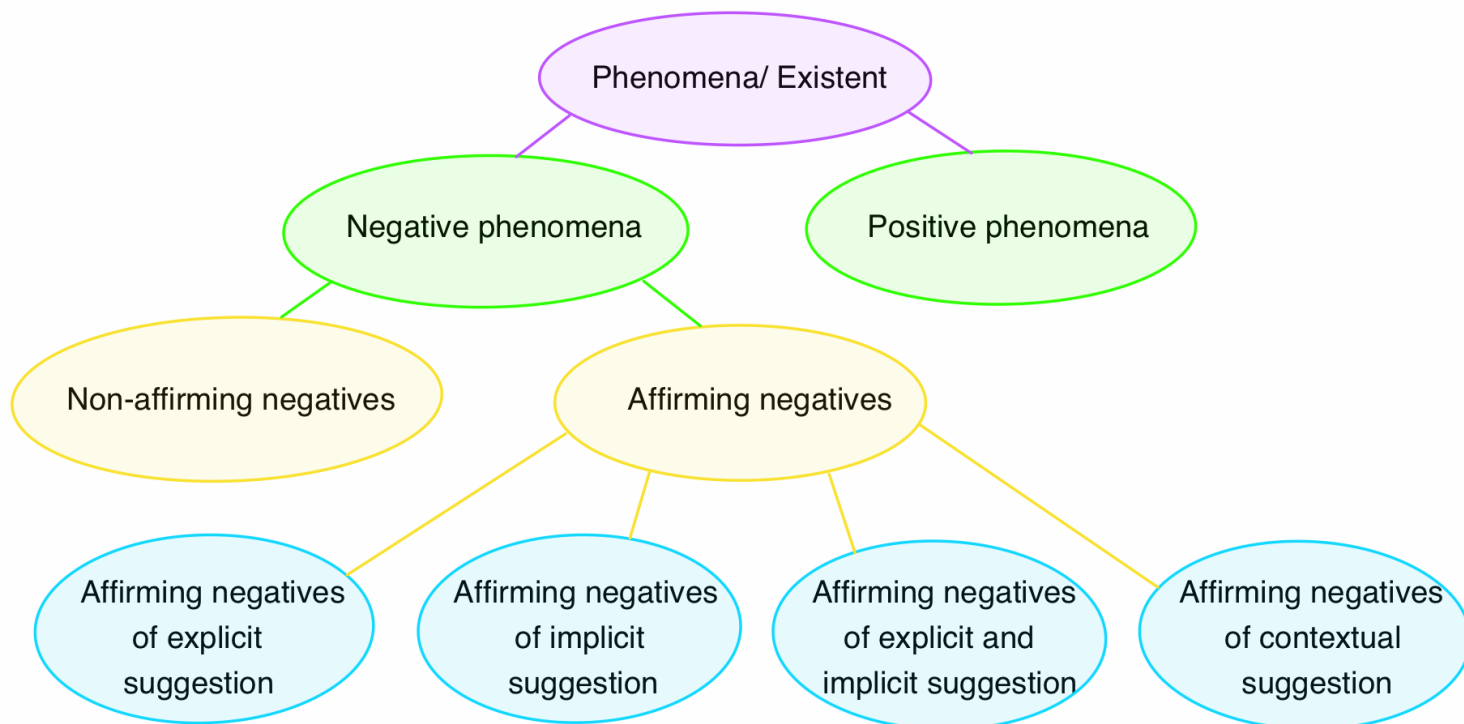 Phenomena/ Existent
Negative phenomena
Positive phenomena
Non-affirming negatives
Affirming negatives
Affirming negatives
of explicit
suggestion
Affirming negatives
of implicit
suggestion
Affirming negatives
of explicit and
implicit suggestion
Affirming negatives
of contextual
suggestion